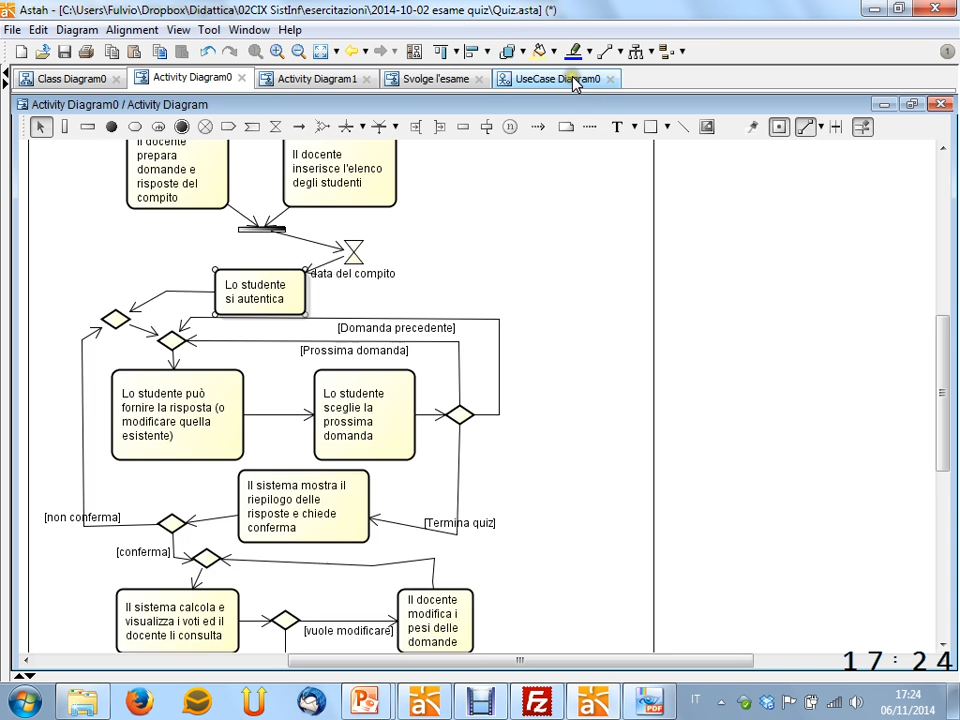 Astah - [C:\Users\Fulvio\Dropbox\Didattica\02CIX SistInf\esercitazioni\2014-10-02 esame quiz\Quiz.asta] (*)
File Edit Diagram Alignment View Tool Window Help
1
Class Diagram0
Activity Diagram0
Activity Diagram1
Svolge l'esame
UseCase Diagram0
Activity Diagram0 / Activity Diagram
n
T
Il docente
prepara
domande e
risposte del
compito
Il docente
inserisce l'elenco
degli studenti
data del compito
Lo studente
si autentica
[Domanda precedente]
[Prossima domanda]
Lo studente può
fornire la risposta (o
modificare quella
esistente)
Lo studente
sceglie la
prossima
domanda
Il sistema mostra il
riepilogo delle
risposte e chiede
conferma
[Termina quiz]
[non conferma]
[conferma]
Il sistema calcola e
visualizza i voti ed il
docente li consulta
[vuole modificare]
Il docente
modifica i
pesi delle
domande
17:24
IT
17:24
06/11/2014